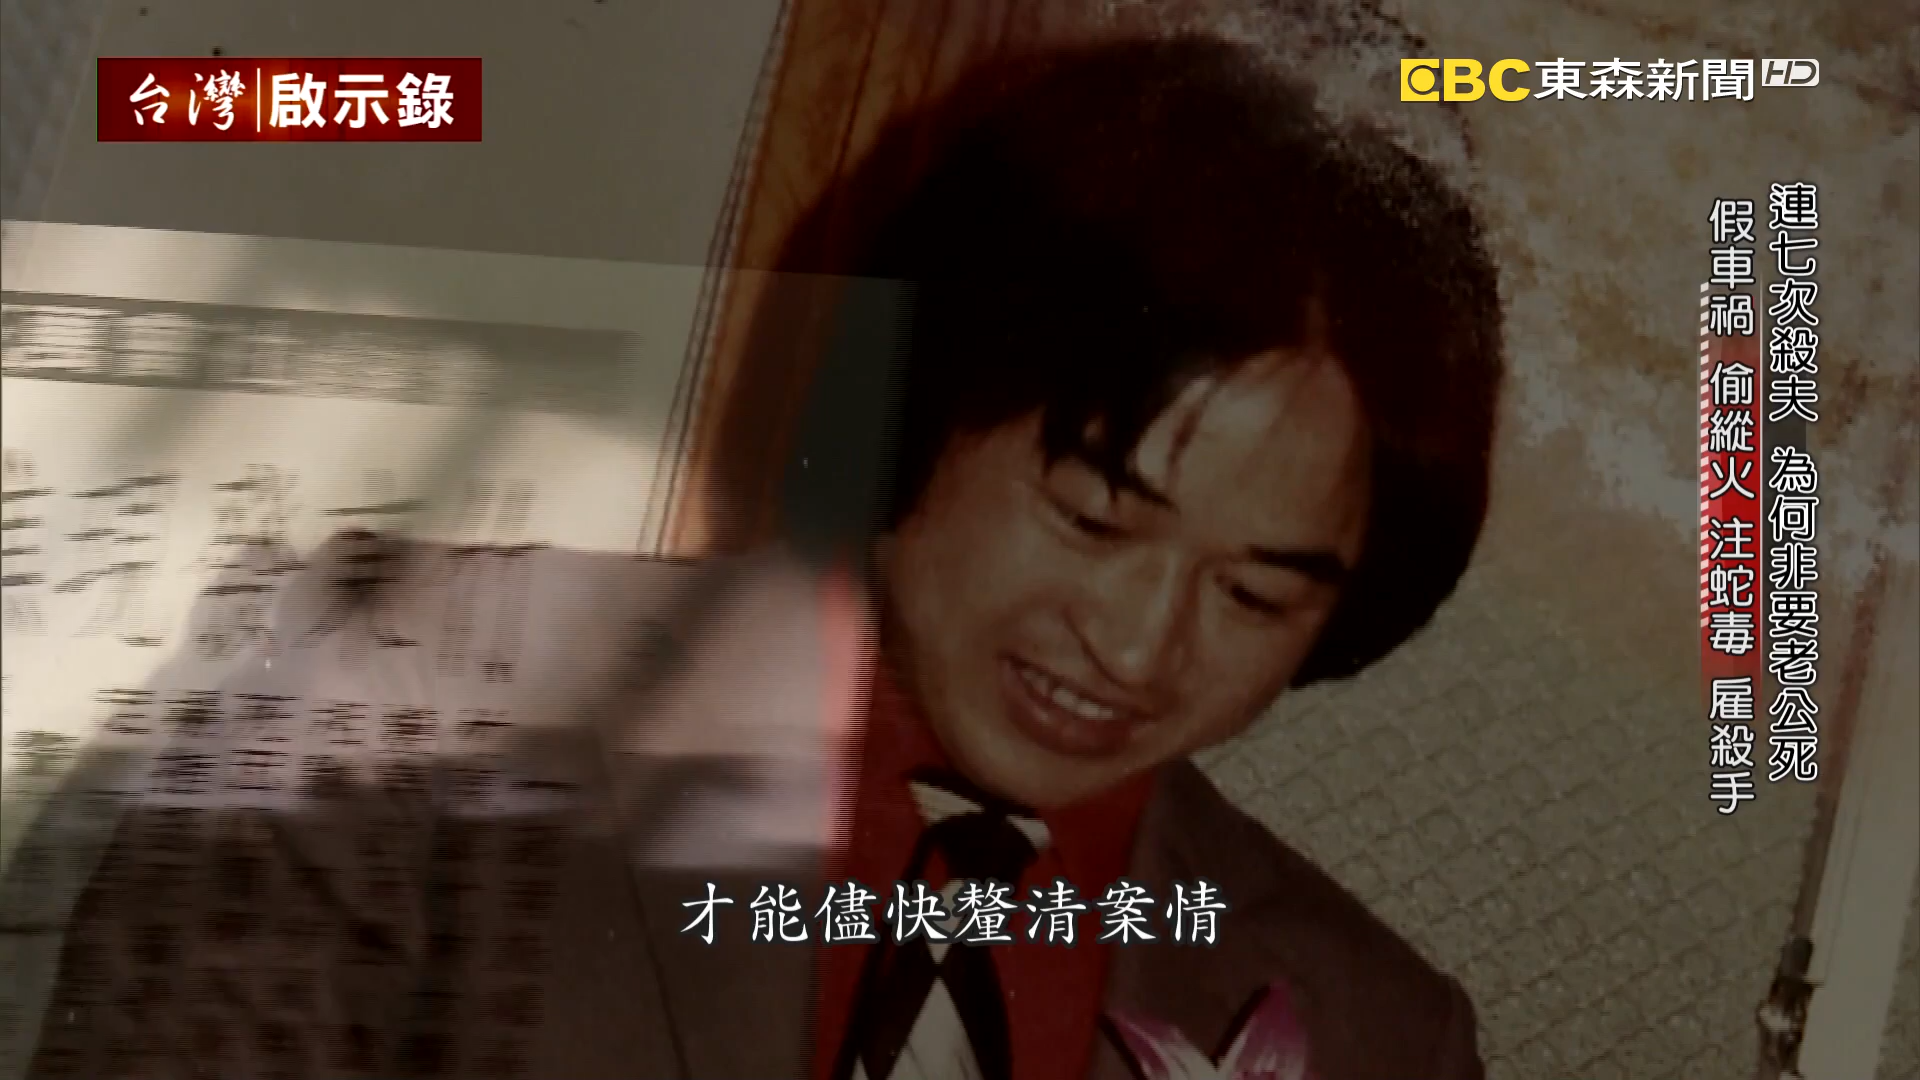 台灣啟示錄
EBC東森新聞HD
連七次殺夫 為何非要老公死
假車禍 偷縱火 注蛇毒 雇殺手
才能儘快釐清案情